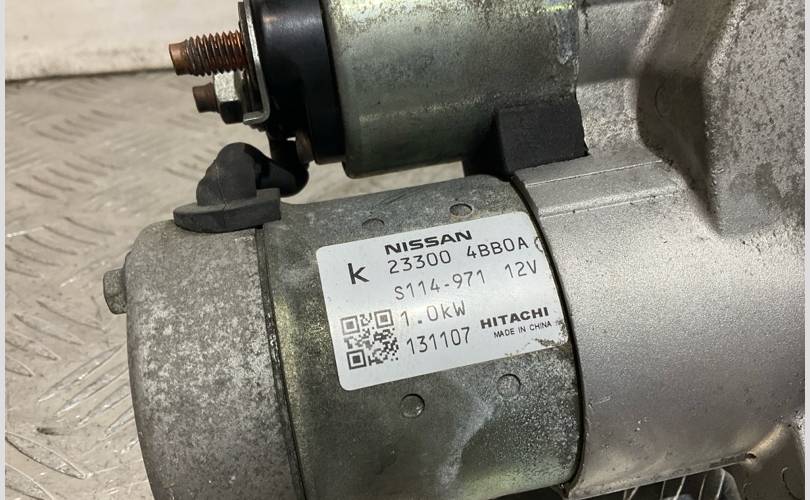 NISSAN
K 23300 4BB0A
S114-971 12V
1.0kW
HITACHI
131107
MADE IN CHINA